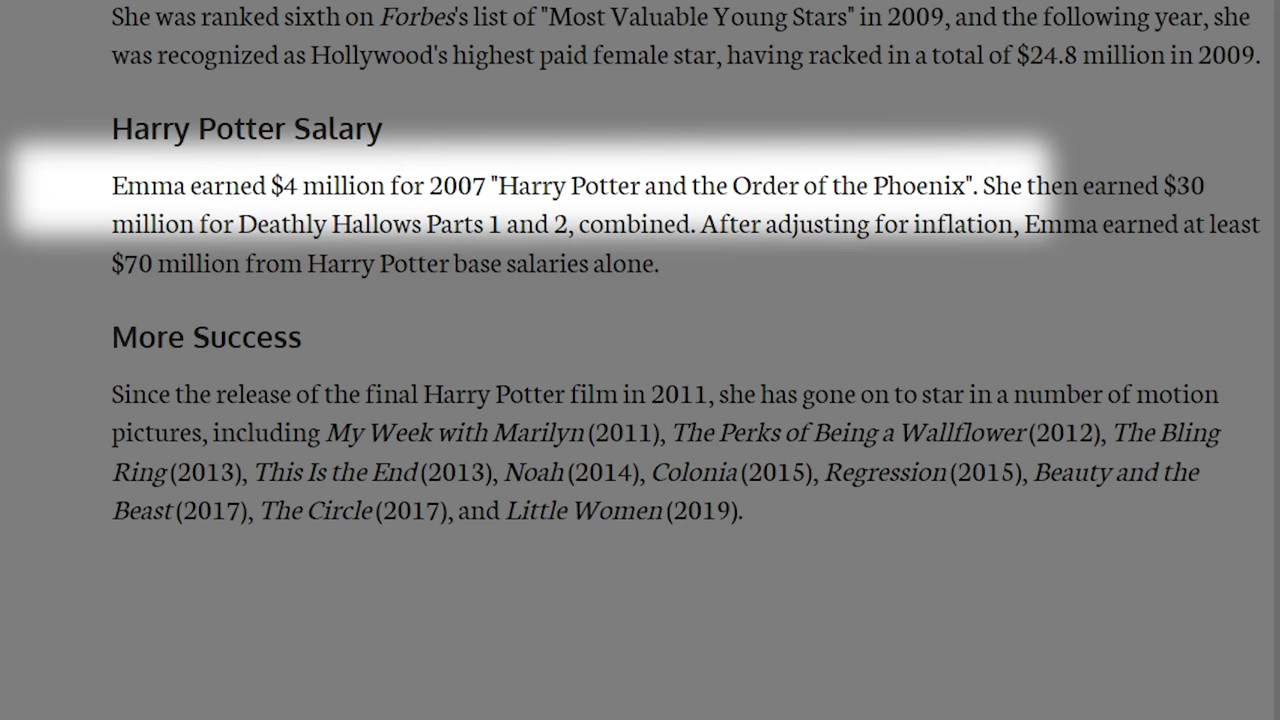 She was ranked sixth on Forbes's list of "Most Valuable Young Stars" in 2009, and the following year, she
was recognized as Hollywood's highest paid female star, having racked in a total of $24.8 million in 2009.
Harry Potter Salary
Emma earned $4 million for 2007 "Harry Potter and the Order of the Phoenix". She then earned $30
million for Deathly Hallows Parts 1 and 2, combined. After adjusting for inflation, Emma earned at least
$70 million from Harry Potter base salaries alone.
More Success
Since the release of the final Harry Potter film in 2011, she has gone on to star in a number of motion
pictures, including My Week with Marilyn (2011), The Perks of Being a Wallflower (2012), The Bling
Ring (2013), This Is the End (2013), Noah (2014), Colonia (2015), Regression (2015), Beauty and the
Beast (2017), The Circle (2017), and Little Women (2019).